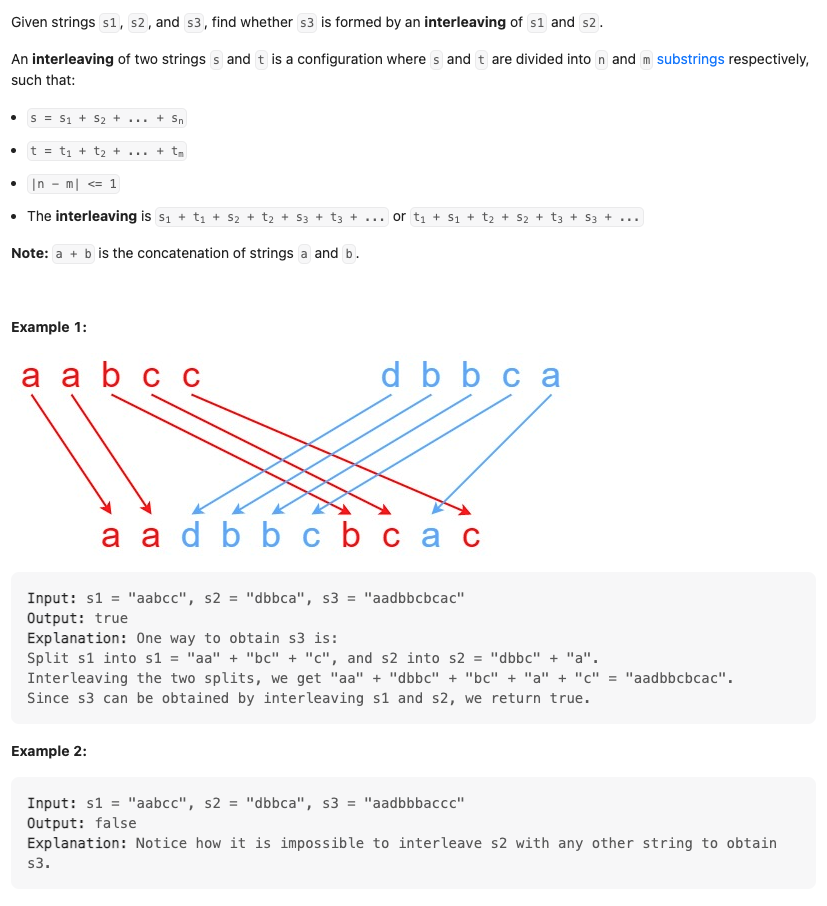 Given strings s1, s2, and s3, find whether s3 is formed by an interleaving of s1 and s2.
An interleaving of two strings s and t is a configuration where s and t are divided into n and m substrings respectively,
such that:
• s = s₁ + s₂ + ... + sₙ
• t = t₁ + t₂ + ... + tₘ
• |n - m| <= 1
• The interleaving is s₁ + t₁ + s₂ + t₂ + s₃ + t₃ + ... or t₁ + s₁ + t₂ + s₂ + t₃ + s₃ + ...
Note: a + b is the concatenation of strings a and b.
Example 1:
a a b c c d b b c a
a a d b b c b c a c
Input: s1 = "aabcc", s2 = "dbbca", s3 = "aadbbcbcac"
Output: true
Explanation: One way to obtain s3 is:
Split s1 into s1 = "aa" + "bc" + "c", and s2 into s2 = "dbbc" + "a".
Interleaving the two splits, we get "aa" + "dbbc" + "bc" + "a" + "c" = "aadbbcbcac".
Since s3 can be obtained by interleaving s1 and s2, we return true.
Example 2:
Input: s1 = "aabcc", s2 = "dbbca", s3 = "aadbbbaccc"
Output: false
Explanation: Notice how it is impossible to interleave s2 with any other string to obtain
s3.